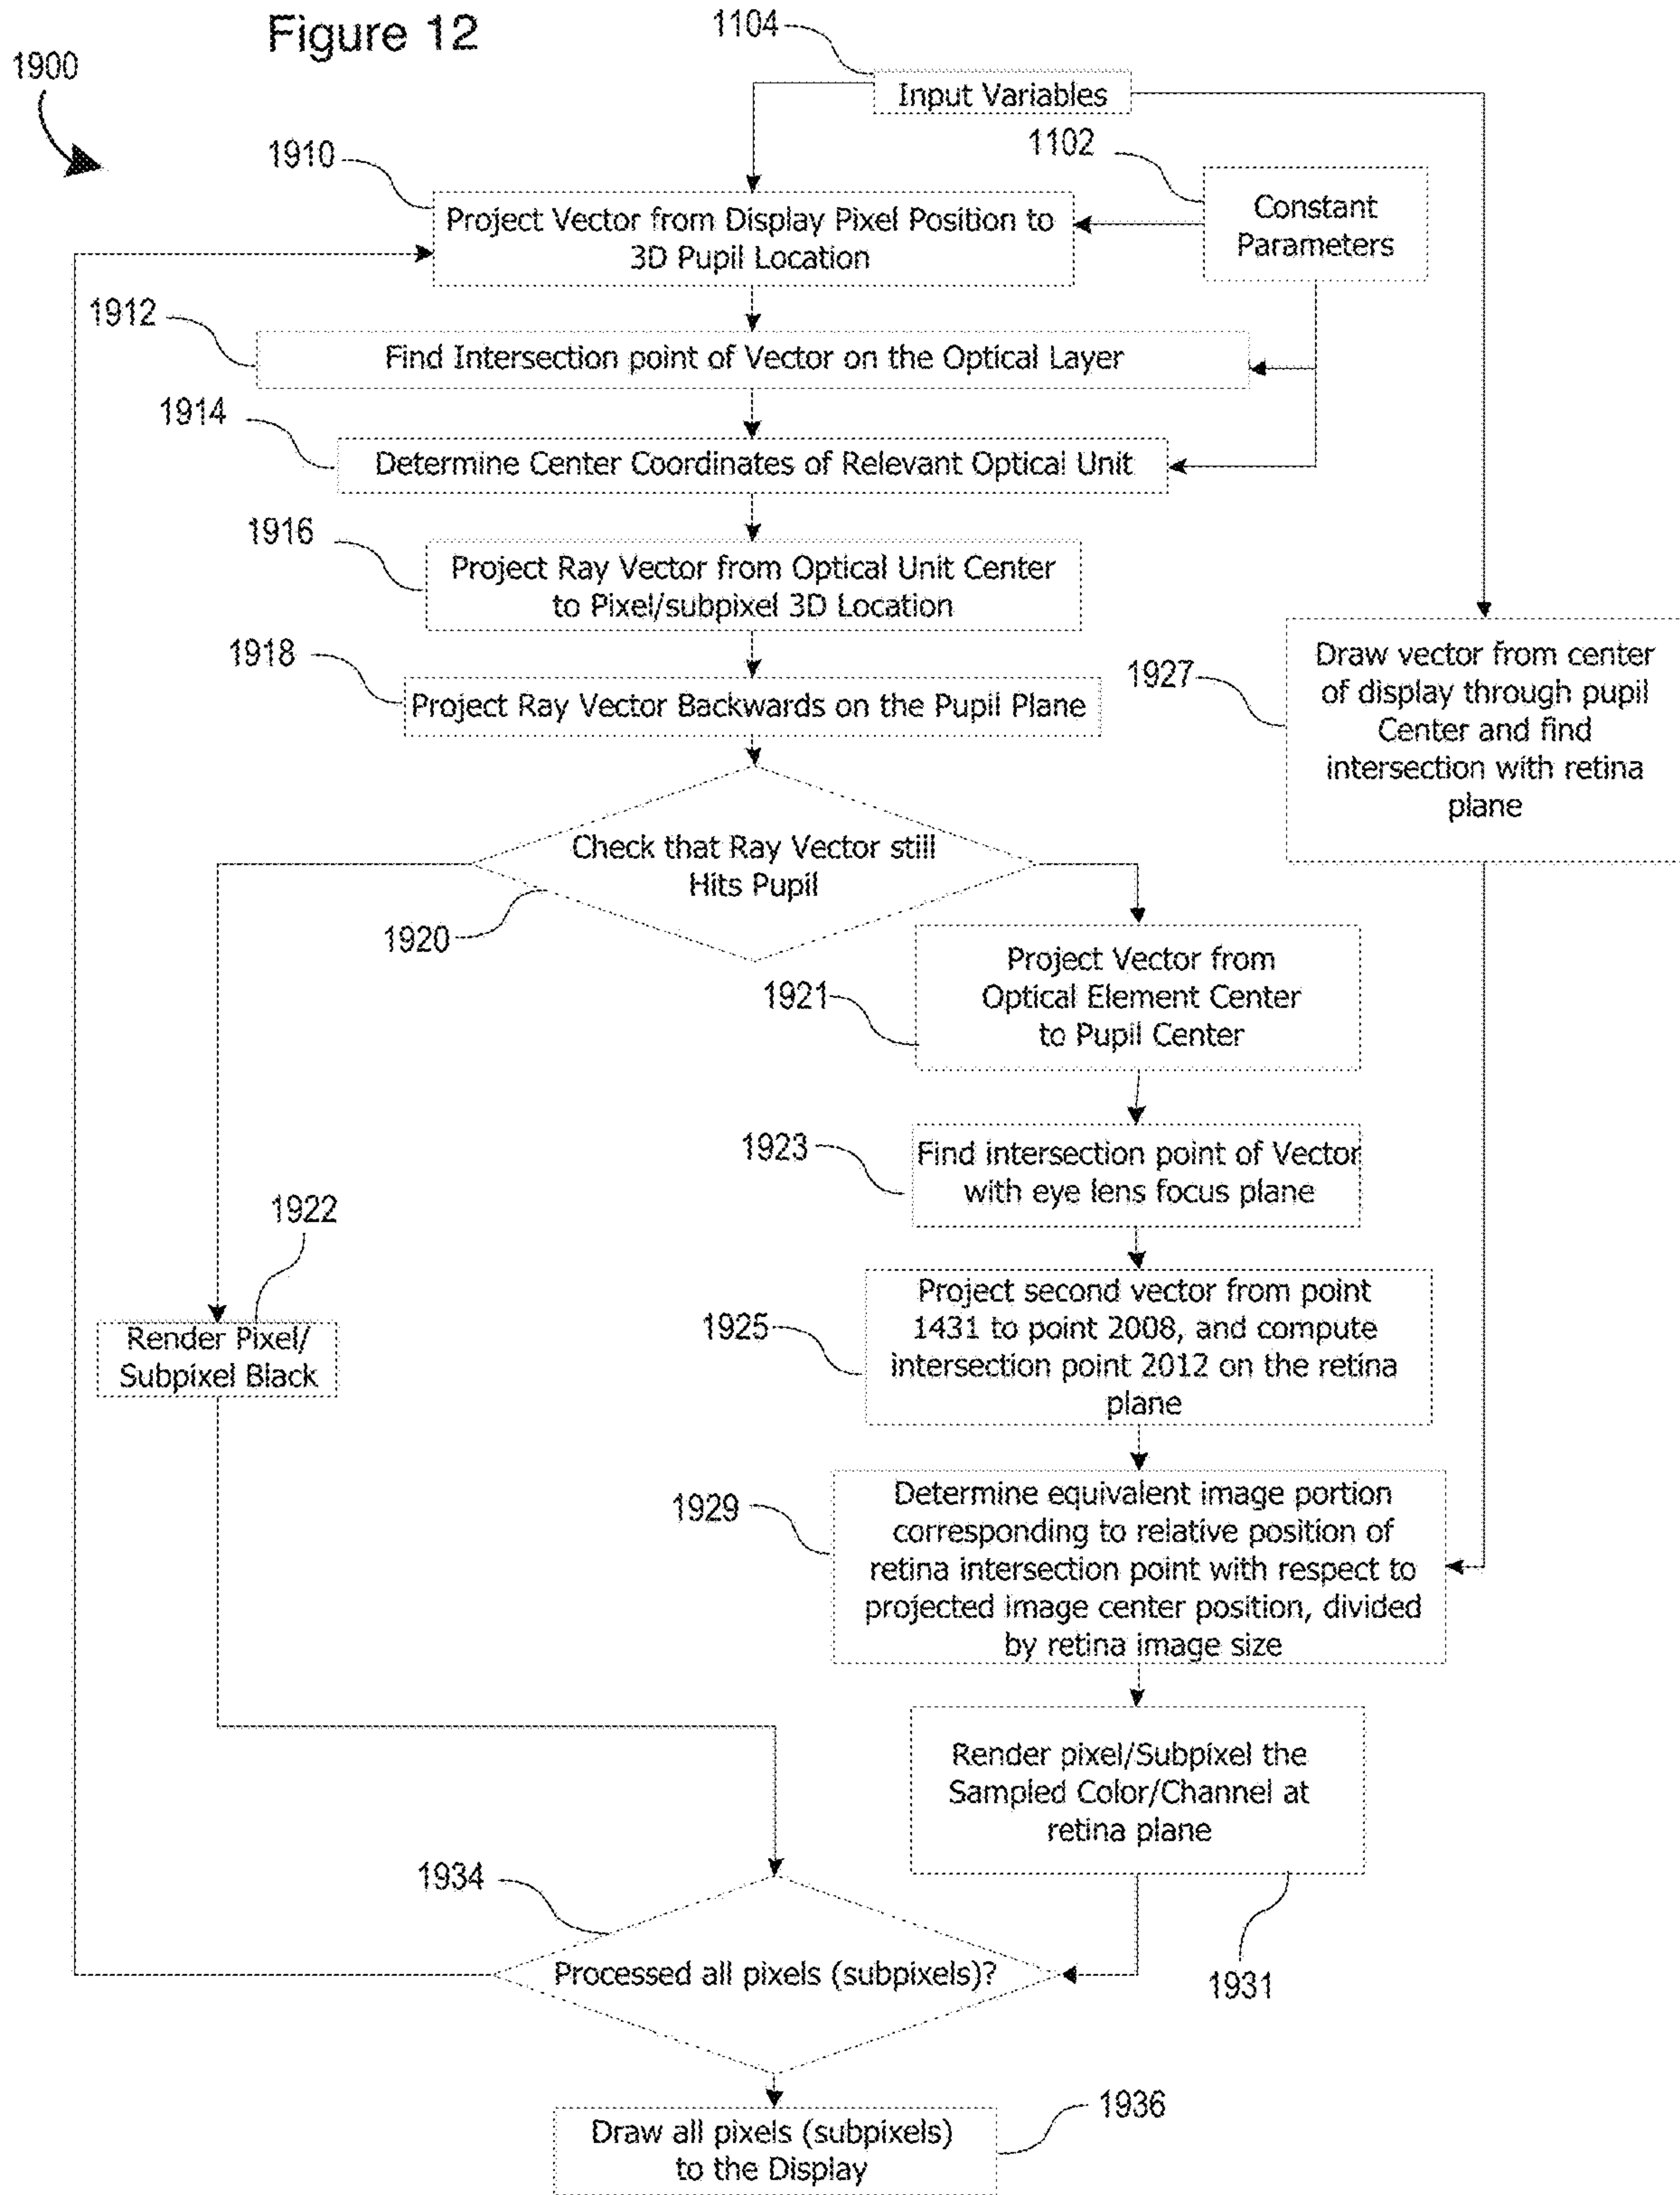 Figure 12
1900
1104
Input Variables
1102
Constant
Parameters
1910
Project Vector from Display Pixel Position to
3D Pupil Location
1912
Find Intersection point of Vector on the Optical Layer
1914
Determine Center Coordinates of Relevant Optical Unit
1916
Project Ray Vector from Optical Unit Center
to Pixel/subpixel 3D Location
1918
Project Ray Vector Backwards on the Pupil Plane
1927
Draw vector from center
of display through pupil
Center and find
intersection with retina
plane
Check that Ray Vector still
Hits Pupil
1920
1921
Project Vector from
Optical Element Center
to Pupil Center
1923
Find intersection point of Vector
with eye lens focus plane
1922
Render Pixel/
Subpixel Black
1925
Project second vector from point
1431 to point 2008, and compute
intersection point 2012 on the retina
plane
1929
Determine equivalent image portion
corresponding to relative position of
retina intersection point with respect to
projected image center position, divided
by retina image size
Render pixel/Subpixel the
Sampled Color/Channel at
retina plane
1931
1934
Processed all pixels (subpixels)?
1936
Draw all pixels (subpixels)
to the Display